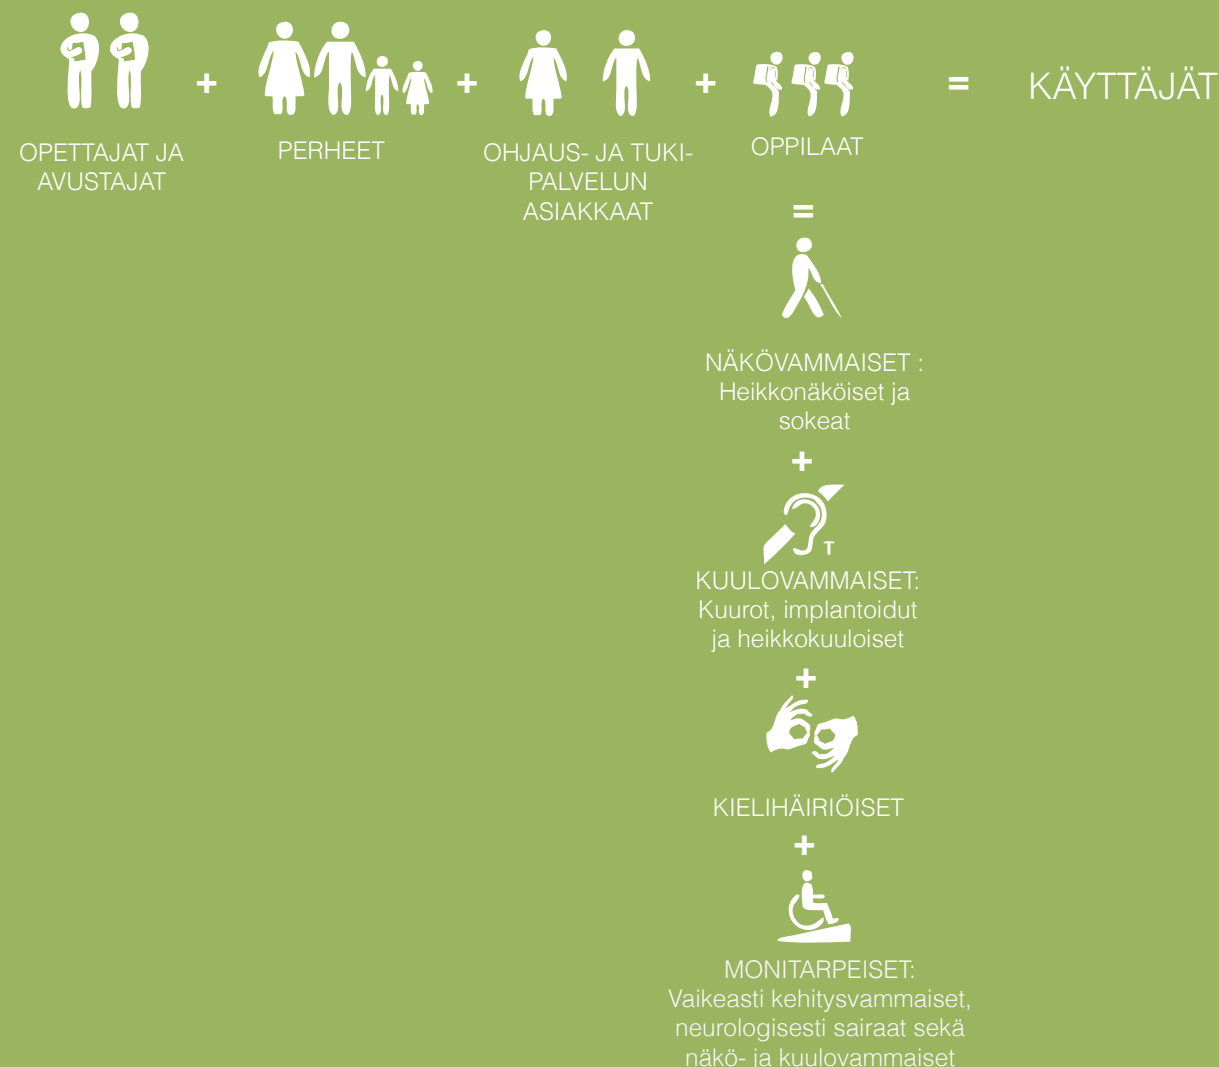 + + + = KÄYTTÄJÄT
OPETTAJAT JA
AVUSTAJAT
PERHEET
OHJAUS- JA TUKI-
PALVELUN
ASIAKKAAT
OPPILAAT
=
NÄKÖVAMMAISET :
Heikkonäköiset ja
sokeat
+
T
KUULOVAMMAISET:
Kuurot, implantoidut
ja heikkokuuloiset
+
KIELIHÄIRIÖISET
+
MONITARPEISET:
Vaikeasti kehitysvammaiset,
neurologisesti sairaat sekä
näkö- ja kuulovammaiset